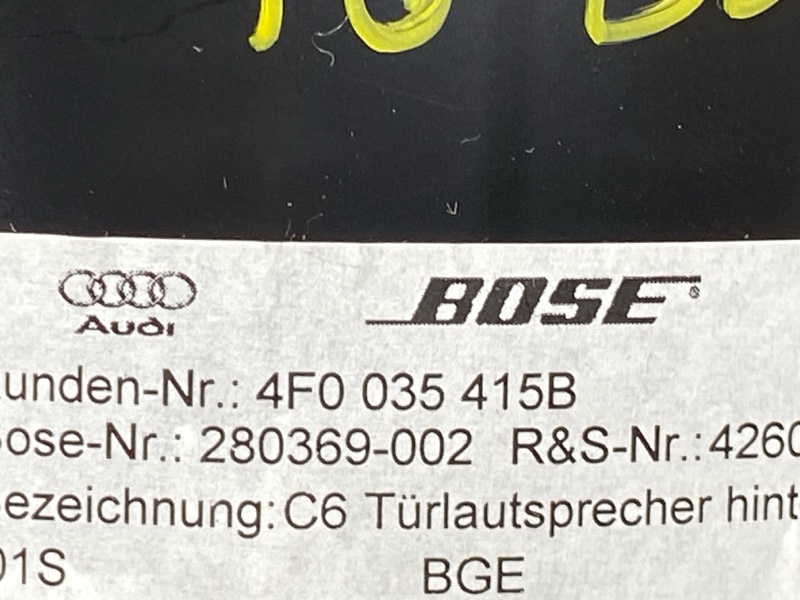 Audi BOSE®
unden-Nr.: 4F0 035 415B
ose-Nr.: 280369-002 R&S-Nr.:4260
ezeichnung:C6 Türlautsprecher hint
01S BGE